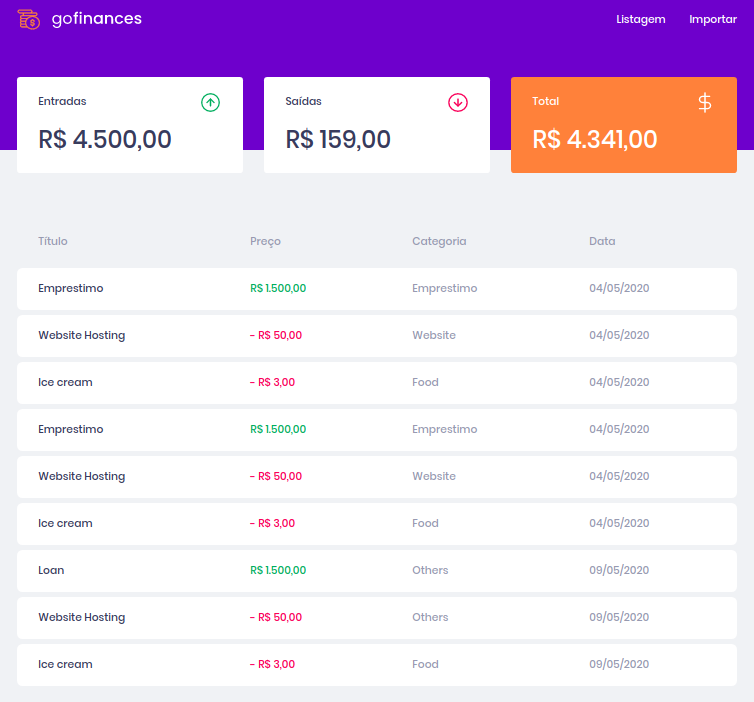 gofinances Listagem Importar
Entradas Saídas Total
R$ 4.500,00 R$ 159,00 R$ 4.341,00
Título Preço Categoria Data
Emprestimo R$ 1.500,00 Emprestimo 04/05/2020
Website Hosting - R$ 50,00 Website 04/05/2020
Ice cream - R$ 3,00 Food 04/05/2020
Emprestimo R$ 1.500,00 Emprestimo 04/05/2020
Website Hosting - R$ 50,00 Website 04/05/2020
Ice cream - R$ 3,00 Food 04/05/2020
Loan R$ 1.500,00 Others 09/05/2020
Website Hosting - R$ 50,00 Others 09/05/2020
Ice cream - R$ 3,00 Food 09/05/2020